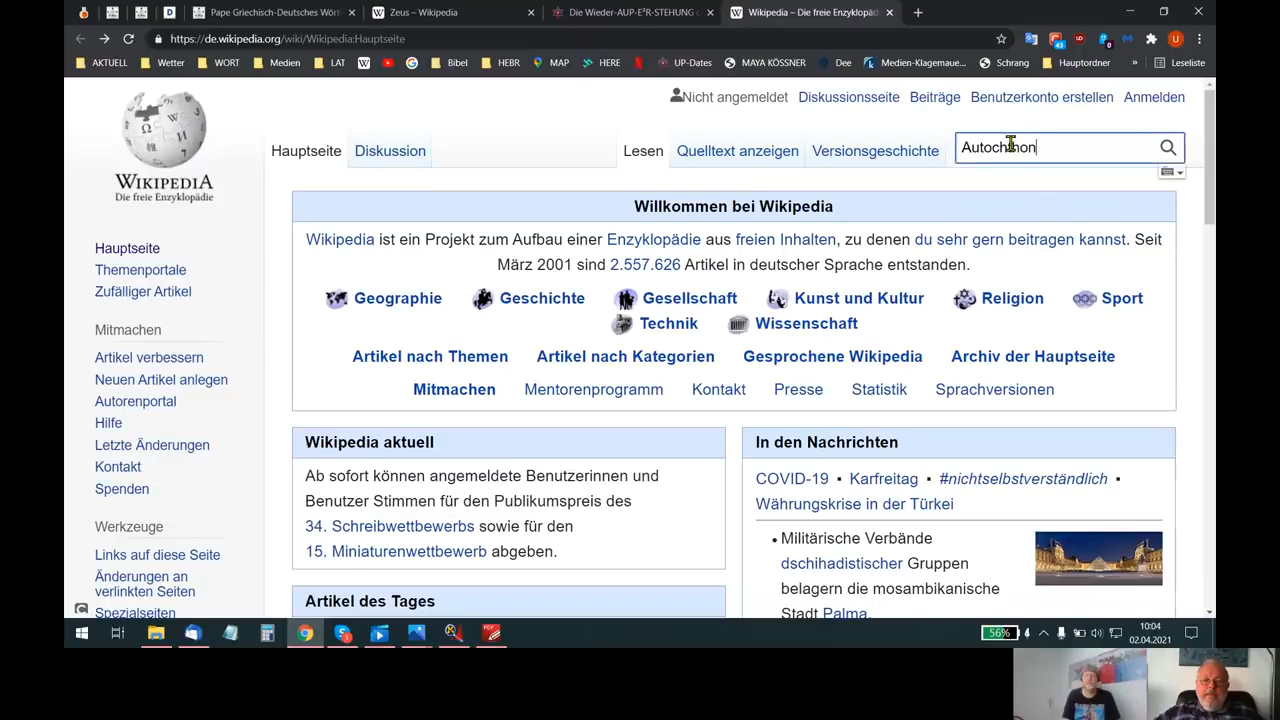 Pape Griechisch-Deutsches Wört
Zeus – Wikipedia
Die Wieder-AUP-E²R-STEHUNG
Wikipedia – Die freie Enzyklopäd
https://de.wikipedia.org/wiki/Wikipedia:Hauptseite
AKTUELL
Wetter
WORT
Medien
LAT
Bibel
HEBR
MAP
HERE
UP-Dates
MAYA KÖSSNER
Dee
Medien-Klagemaue...
Schrang
Hauptordner
Leseliste
Nicht angemeldet Diskussionsseite Beiträge Benutzerkonto erstellen Anmelden
Hauptseite Diskussion Lesen Quelltext anzeigen Versionsgeschichte
WIKIPEDIA
Die freie Enzyklopädie
Hauptseite
Themenportale
Zufälliger Artikel
Mitmachen
Artikel verbessern
Neuen Artikel anlegen
Autorenportal
Hilfe
Letzte Änderungen
Kontakt
Spenden
Werkzeuge
Links auf diese Seite
Änderungen an
verlinkten Seiten
Spezialseiten
Willkommen bei Wikipedia
Wikipedia ist ein Projekt zum Aufbau einer Enzyklopädie aus freien Inhalten, zu denen du sehr gern beitragen kannst. Seit
März 2001 sind 2.557.626 Artikel in deutscher Sprache entstanden.
Geographie Geschichte Gesellschaft Kunst und Kultur Religion Sport
Technik Wissenschaft
Artikel nach Themen Artikel nach Kategorien Gesprochene Wikipedia Archiv der Hauptseite
Mitmachen Mentorenprogramm Kontakt Presse Statistik Sprachversionen
Wikipedia aktuell
Ab sofort können angemeldete Benutzerinnen und
Benutzer Stimmen für den Publikumspreis des
34. Schreibwettbewerbs sowie für den
15. Miniaturenwettbewerb abgeben.
Artikel des Tages
In den Nachrichten
COVID-19 ▪ Karfreitag ▪ #nichtselbstverständlich ▪
Währungskrise in der Türkei
• Militärische Verbände
dschihadistischer Gruppen
belagern die mosambikanische
Stadt Palma.
56%
10:04
02.04.2021